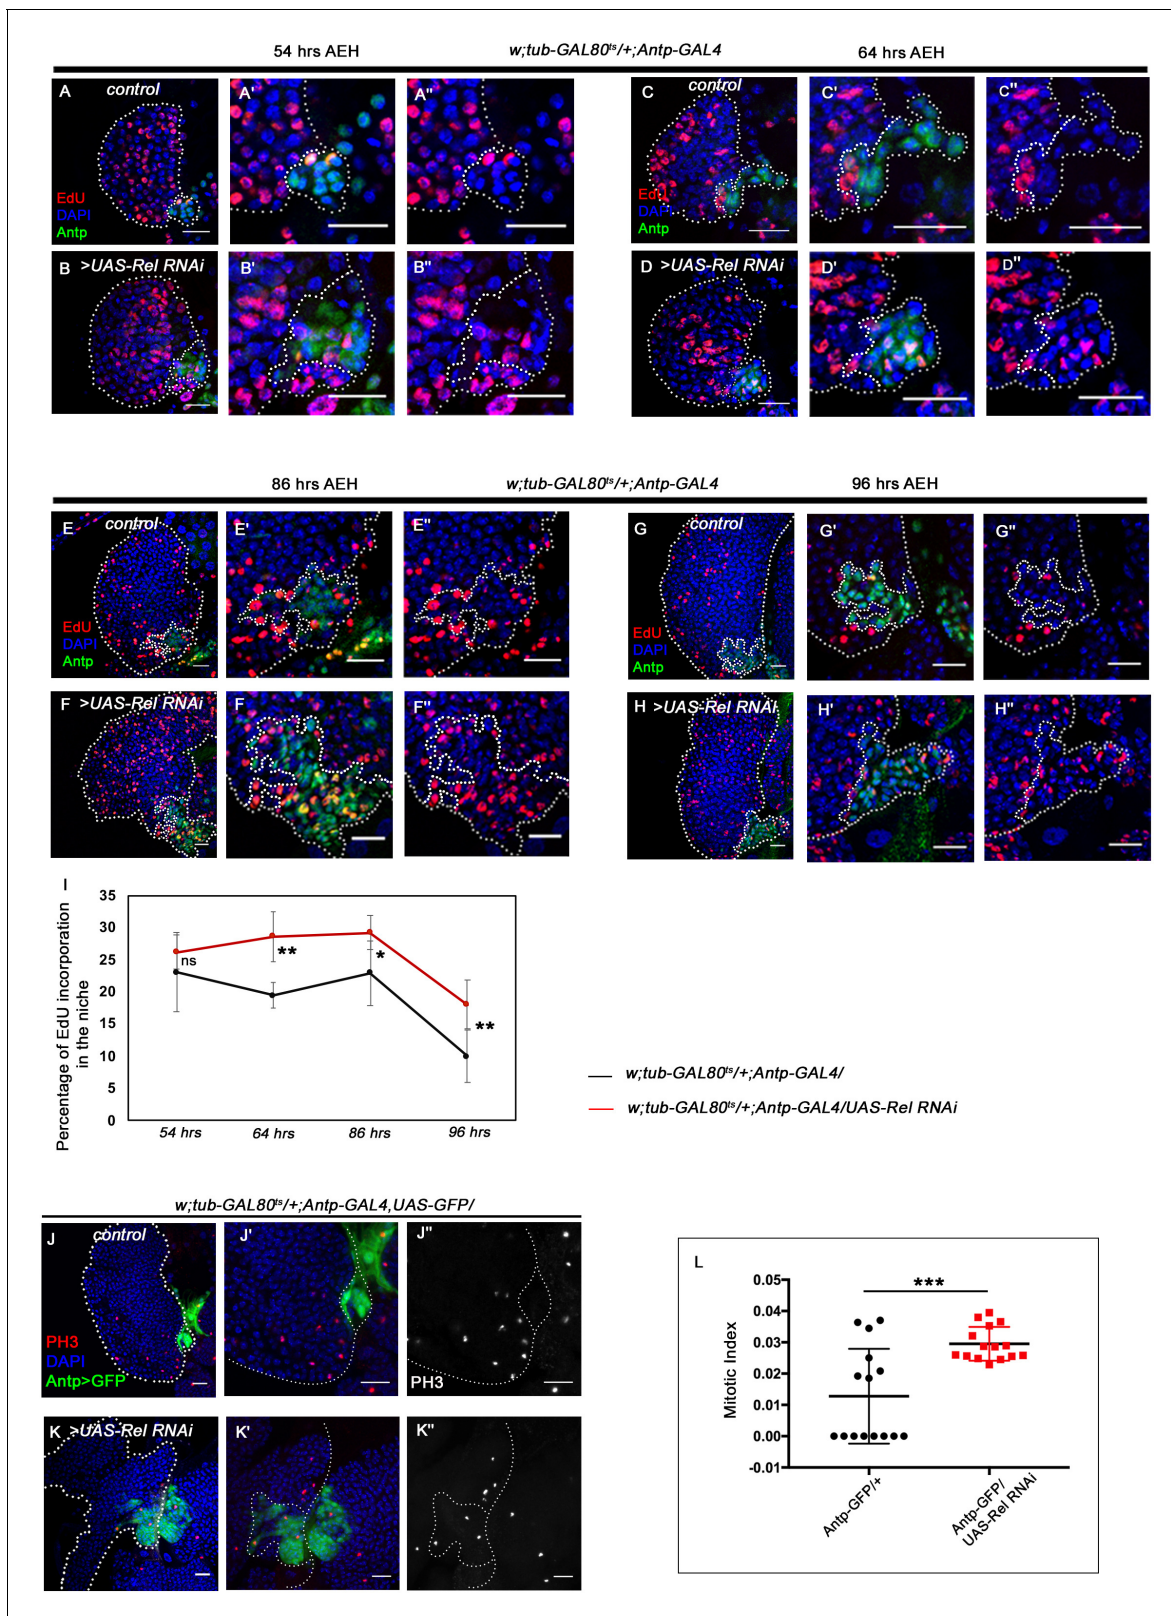 54 hrs AEH w;tub-GAL80ts/+;Antp-GAL4 64 hrs AEH
A control A' A'' C control C' C''
EdU
DAPI
Antp
EdU
DAPI
Antp
B >UAS-Rel RNAi B' B'' D >UAS-Rel RNAi D' D''
86 hrs AEH w;tub-GAL80ts/+;Antp-GAL4 96 hrs AEH
E control E' E'' G control G' G''
EdU
DAPI
Antp
EdU
DAPI
Antp
F >UAS-Rel RNAi F' F'' H >UAS-Rel RNAi H' H''
I
Percentage of EdU incorporation
in the niche
35
30
25
20
15
10
5
0
ns
**
*
**
54 hrs 64 hrs 86 hrs 96 hrs
w;tub-GAL80ts/+;Antp-GAL4/
w;tub-GAL80ts/+;Antp-GAL4/UAS-Rel RNAi
w;tub-GAL80ts/+;Antp-GAL4,UAS-GFP/
J control J' J''
PH3
DAPI
Antp>GFP
PH3
K >UAS-Rel RNAi K' K''
L
Mitotic Index
0.05
0.04
0.03
0.02
0.01
0.00
-0.01
***
Antp-GFP/+
Antp-GFP/
UAS-Rel RNAi